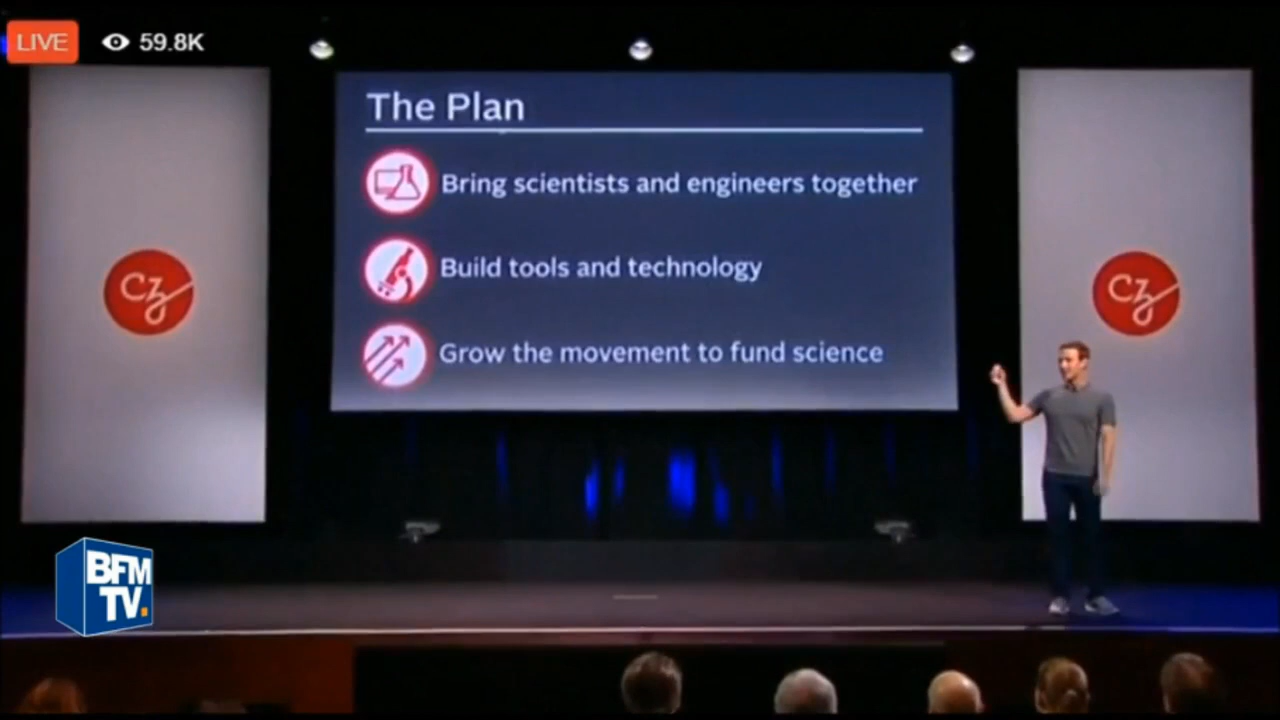 LIVE
59.8K
The Plan
Bring scientists and engineers together
Build tools and technology
Grow the movement to fund science
cz
cz
BFM
TV.